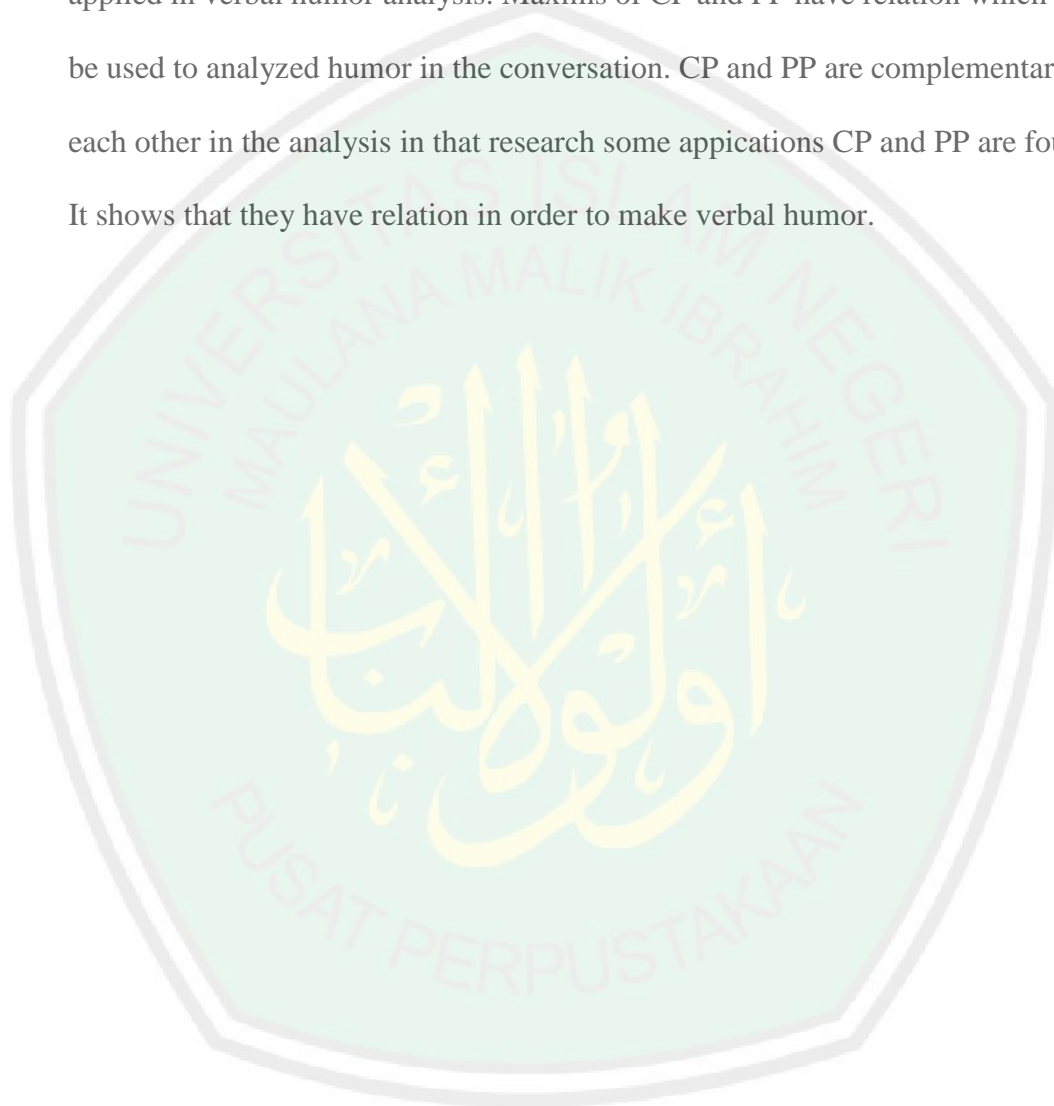 applied in verbal humor analysis. Maxims of CP and PP have relation which
be used to analyzed humor in the conversation. CP and PP are complementar
each other in the analysis in that research some appications CP and PP are fou
It shows that they have relation in order to make verbal humor.
UNIVERSITAS ISLAM NEGERI
MAULANA MALIK IBRAHIM
أولوا الألباب
PUSAT PERPUSTAKAAN